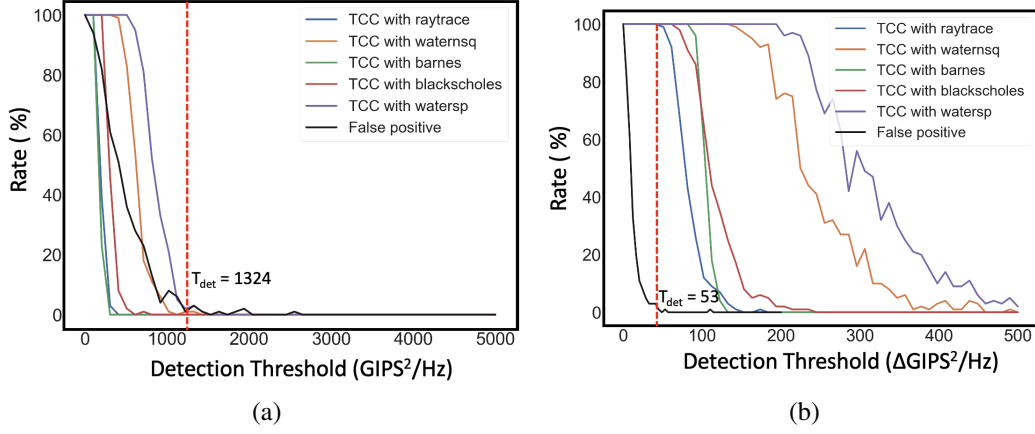 100
80
60
40
20
0
Rate ( %)
TCC with raytrace
TCC with waternsq
TCC with barnes
TCC with blackscholes
TCC with watersp
False positive
Tdet = 1324
0 1000 2000 3000 4000 5000
Detection Threshold (GIPS²/Hz)
(a)
100
80
60
40
20
0
Rate ( %)
TCC with raytrace
TCC with waternsq
TCC with barnes
TCC with blackscholes
TCC with watersp
False positive
Tdet = 53
0 100 200 300 400 500
Detection Threshold (ΔGIPS²/Hz)
(b)